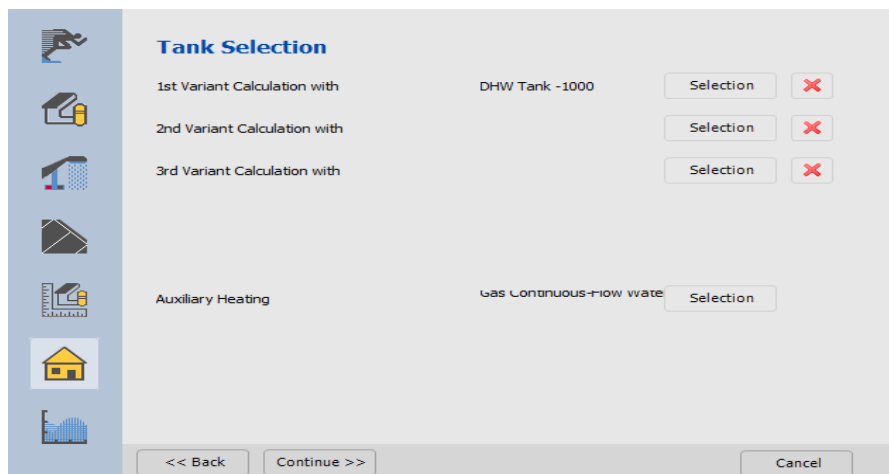 Tank Selection
1st Variant Calculation with DHW Tank -1000 Selection
2nd Variant Calculation with Selection
3rd Variant Calculation with Selection
Auxiliary Heating Gas Continuous-Flow Wate Selection
<< Back Continue >> Cancel